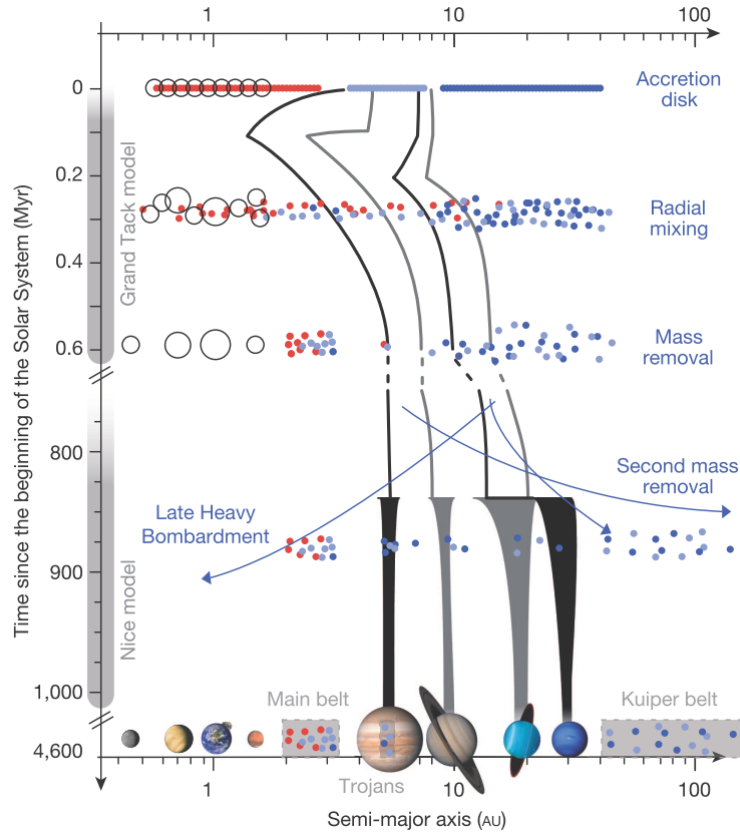 1 10 100
0
Accretion
disk
0.2
Radial
mixing
Grand Tack model
0.4
0.6
Mass
removal
Time since the beginning of the Solar System (Myr)
800
Second mass
removal
Late Heavy
Bombardment
900
Nice model
1,000
Main belt
Kuiper belt
4,600
Trojans
1 10 100
Semi-major axis (AU)